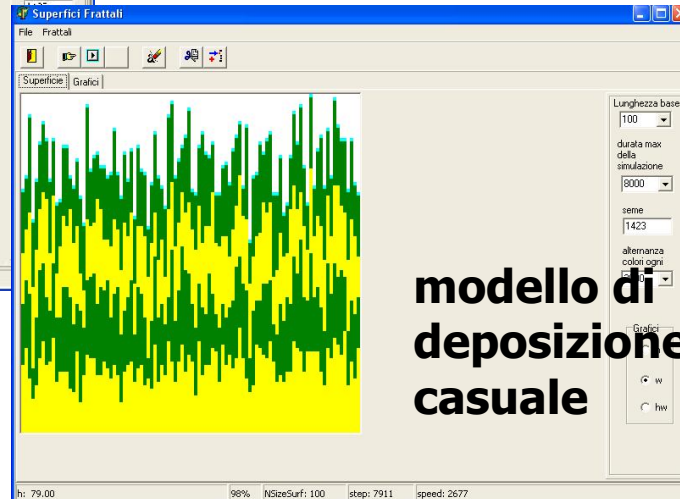 Superfici Frattali
File Frattali
Superficie Grafici
Lunghezza base
100
durata max
della
simulazione
8000
seme
1423
alternanza
colori ogni
modello di
deposizione
casuale
Grafici
w
hw
h: 79.00 98% NSizeSurf: 100 step: 7911 speed: 2677